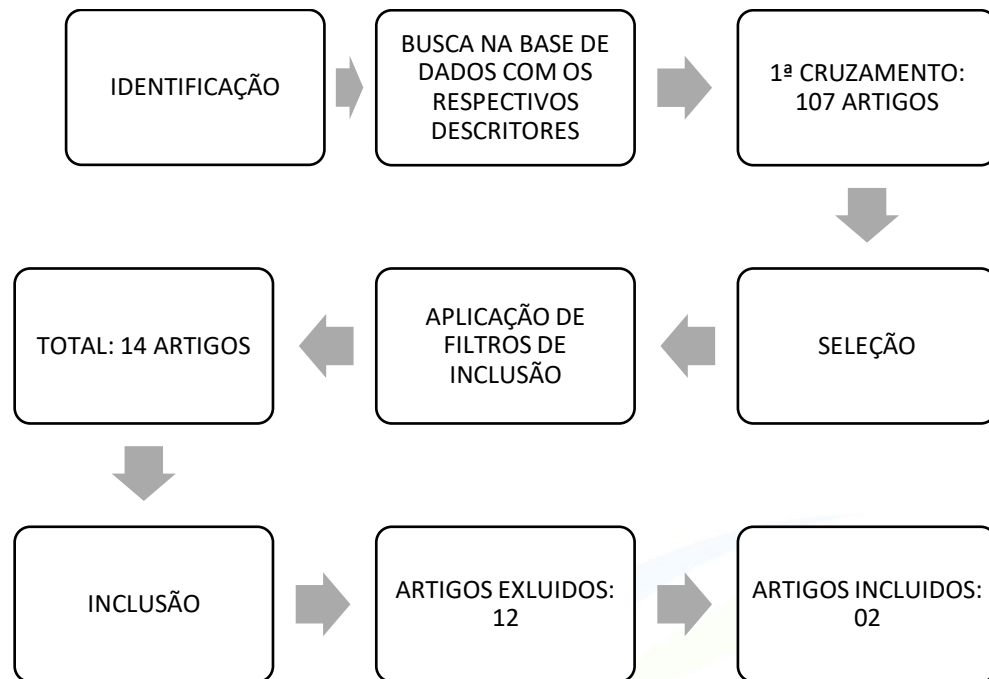 IDENTIFICAÇÃO
BUSCA NA BASE DE
DADOS COM OS
RESPECTIVOS
DESCRITORES
1ª CRUZAMENTO:
107 ARTIGOS
SELEÇÃO
APLICAÇÃO DE
FILTROS DE
INCLUSÃO
TOTAL: 14 ARTIGOS
INCLUSÃO
ARTIGOS EXLUIDOS:
12
ARTIGOS INCLUIDOS:
02